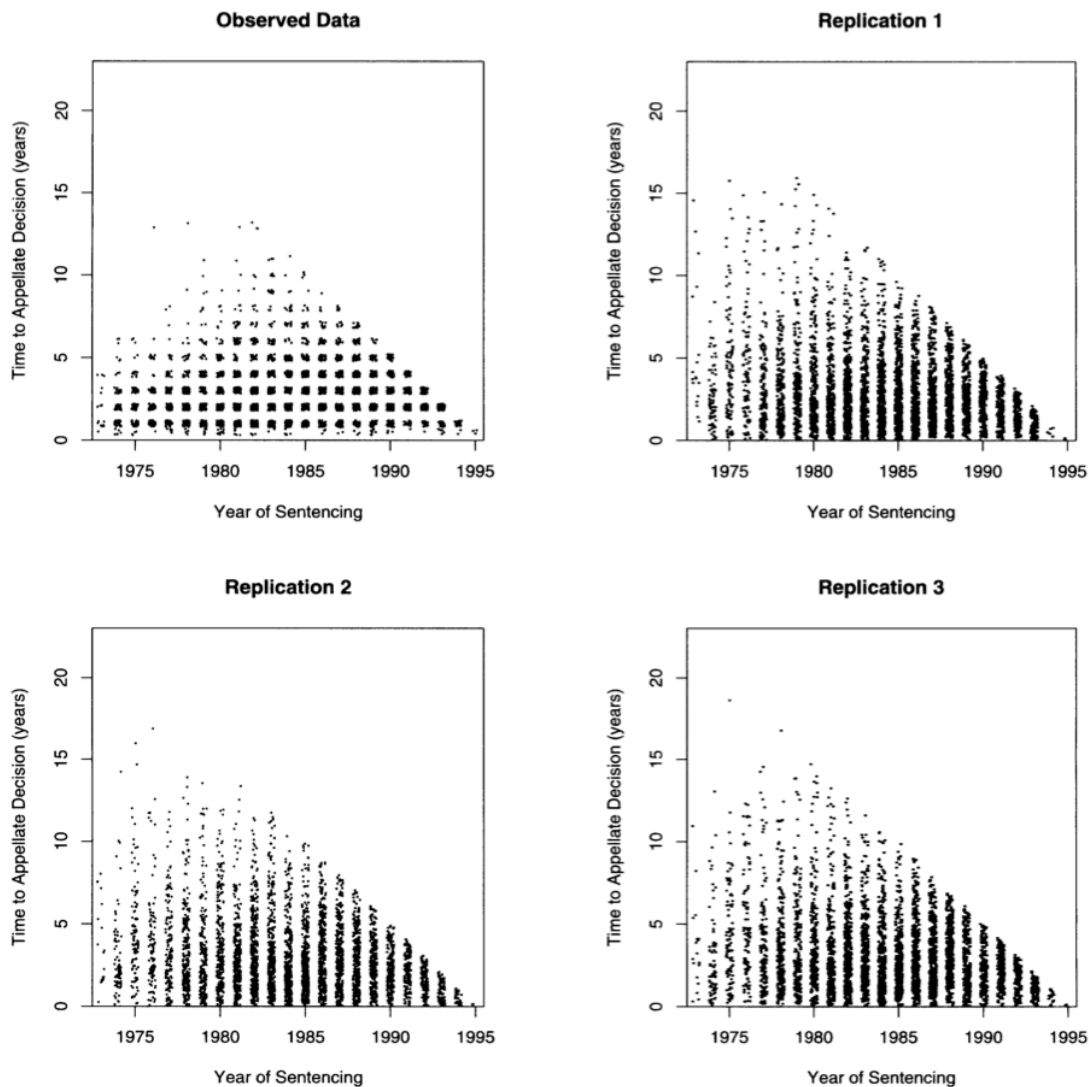 Observed Data
Time to Appellate Decision (years)
20
15
10
5
0
1975 1980 1985 1990 1995
Year of Sentencing
Replication 1
Time to Appellate Decision (years)
20
15
10
5
0
1975 1980 1985 1990 1995
Year of Sentencing
Replication 2
Time to Appellate Decision (years)
20
15
10
5
0
1975 1980 1985 1990 1995
Year of Sentencing
Replication 3
Time to Appellate Decision (years)
20
15
10
5
0
1975 1980 1985 1990 1995
Year of Sentencing